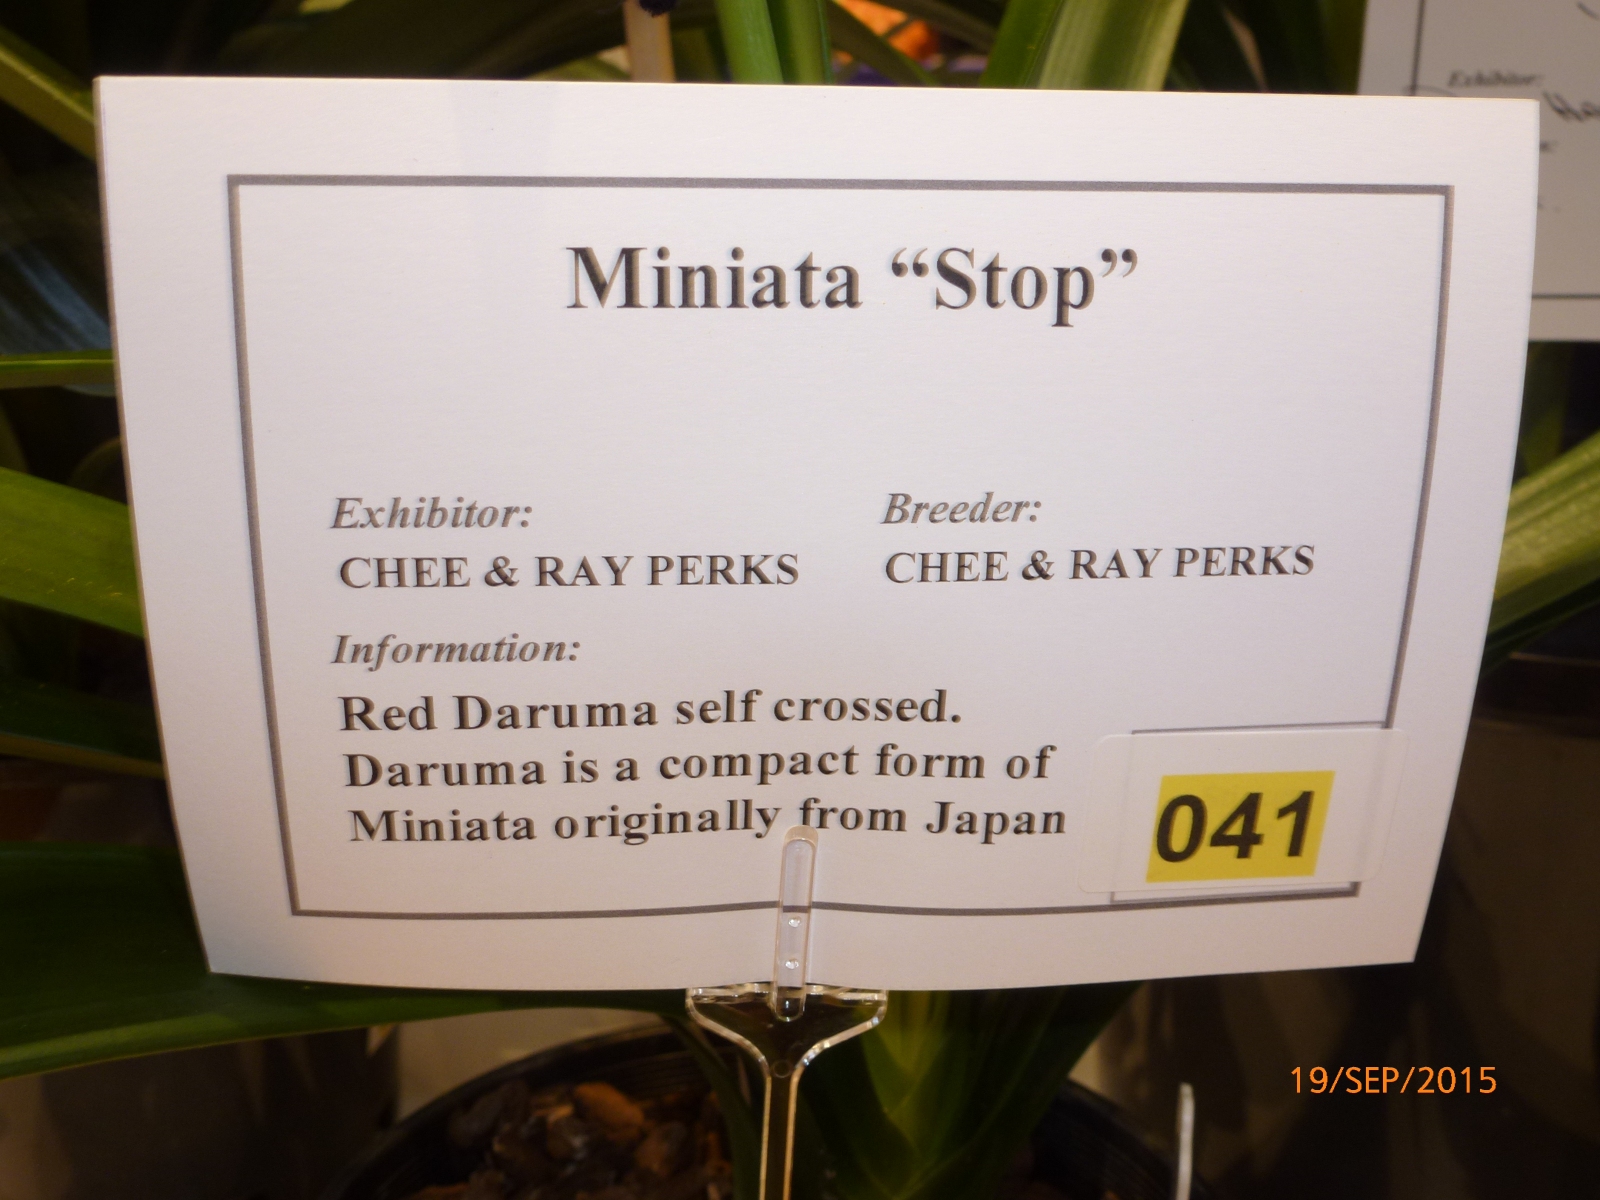 Miniata “Stop”
Exhibitor:
Breeder:
CHEE & RAY PERKS
CHEE & RAY PERKS
Information:
Red Daruma self crossed.
Daruma is a compact form of
Miniata originally from Japan
041
Exhibitor:
19/SEP/2015